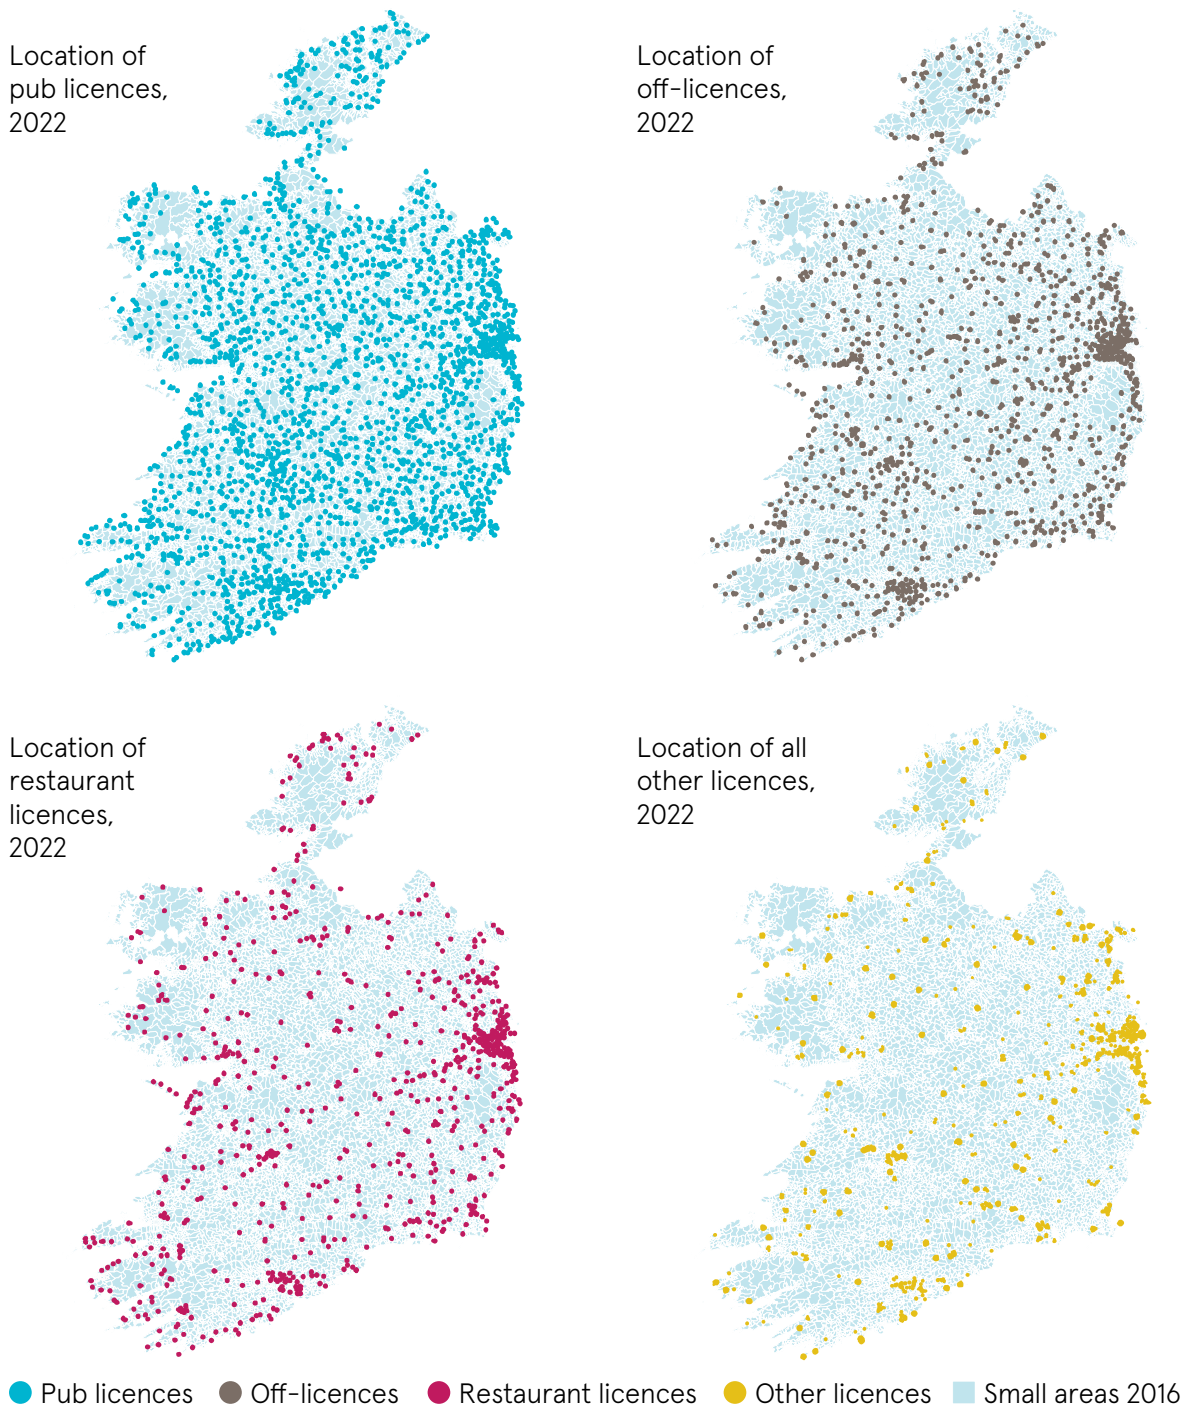 Location of
pub licences,
2022
Location of
off-licences,
2022
Location of
restaurant
licences,
2022
Location of all
other licences,
2022
Pub licences
Off-licences
Restaurant licences
Other licences
Small areas 2016